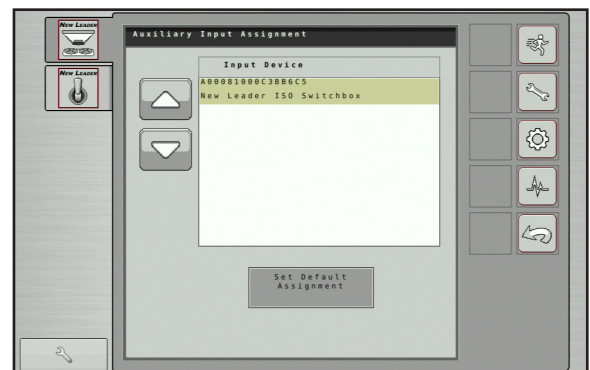 NEW LEADER
NEW LEADER
Auxiliary Input Assignment
Input Device
A00081000C3BB6C5
New Leader ISO Switchbox
Set Default
Assignment